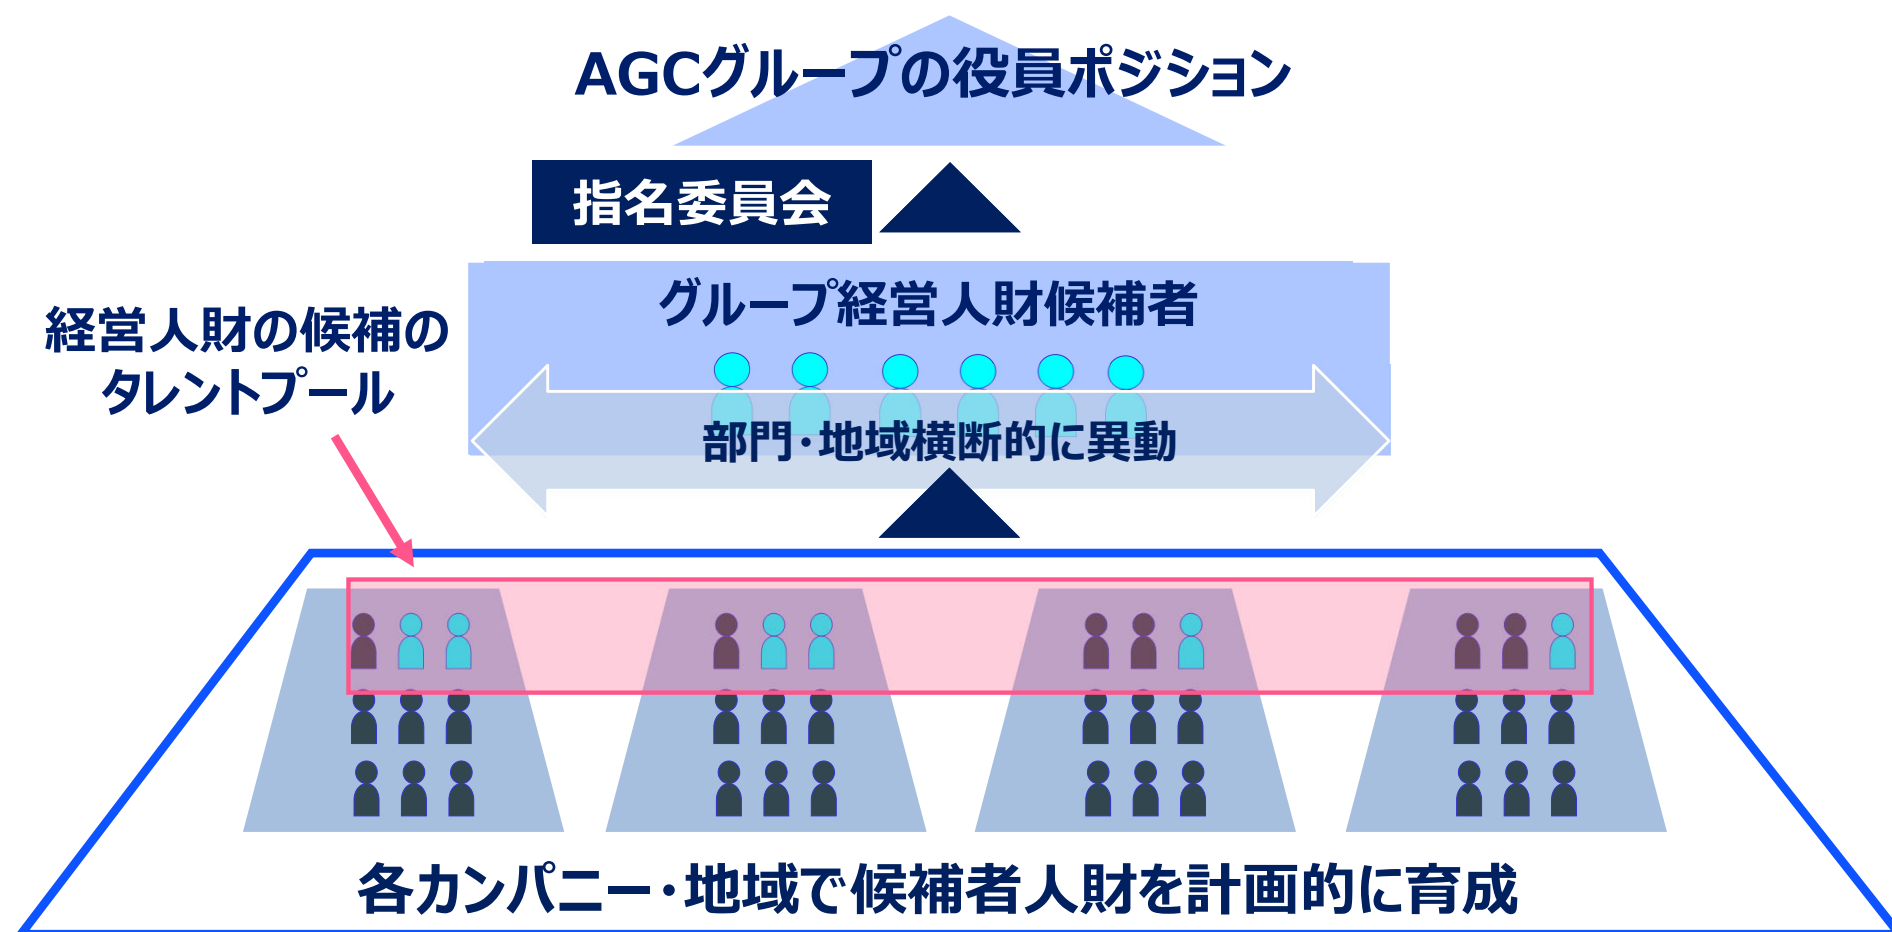 AGCグループの役員ポジション
指名委員会
グループ経営人財候補者
経営人財の候補の
タレントプール
部門・地域横断的に異動
各カンパニー・地域で候補者人財を計画的に育成